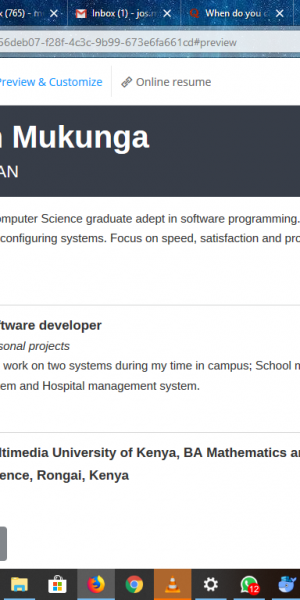 x (765) - m
Inbox (1) - jos.m
When do you
56deb07-f28f-4c3c-9b99-673e6fa661cd#preview
Preview & Customize
Online resume
n Mukunga
AN
omputer Science graduate adept in software programming.
configuring systems. Focus on speed, satisfaction and pro
ftware developer
sonal projects
work on two systems during my time in campus; School m
em and Hospital management system.
ltimedia University of Kenya, BA Mathematics an
ence, Rongai, Kenya
12